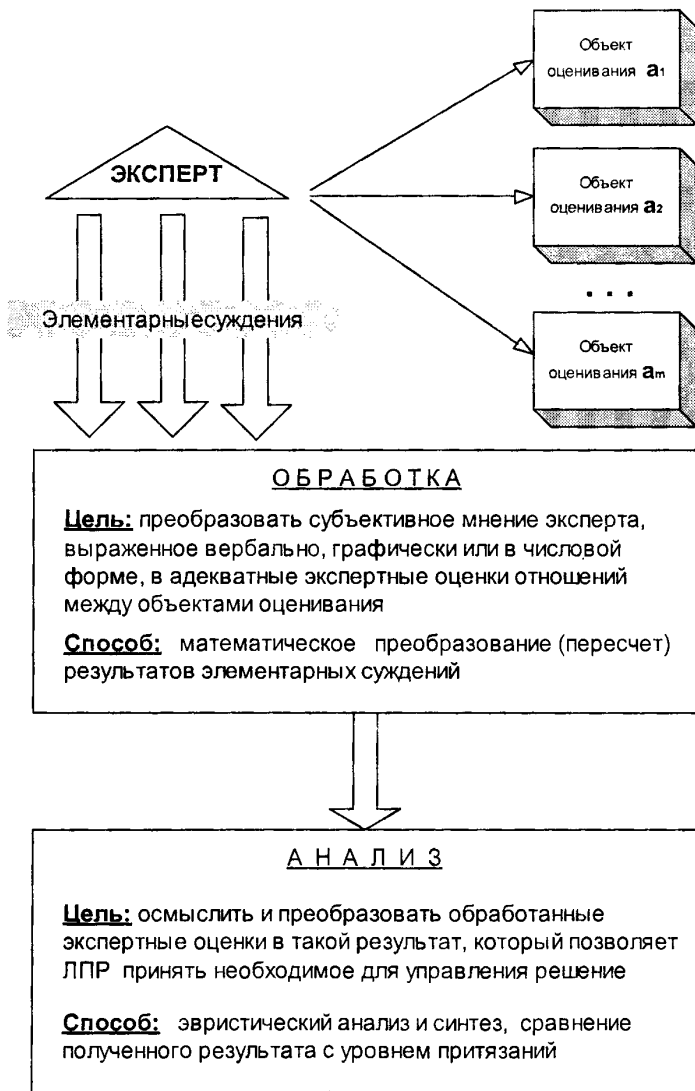 Объект
оценивания a1
ЭКСПЕРТ
Объект
оценивания a2
. . .
Элементарныесуждения
Объект
оценивания am
ОБРАБОТКА
Цель: преобразовать субъективное мнение эксперта,
выраженное вербально, графически или в числовой
форме, в адекватные экспертные оценки отношений
между объектами оценивания
Способ: математическое преобразование (пересчет)
результатов элементарных суждений
АНАЛИЗ
Цель: осмыслить и преобразовать обработанные
экспертные оценки в такой результат, который позволяет
ЛПР принять необходимое для управления решение
Способ: эвристический анализ и синтез, сравнение
полученного результата с уровнем притязаний